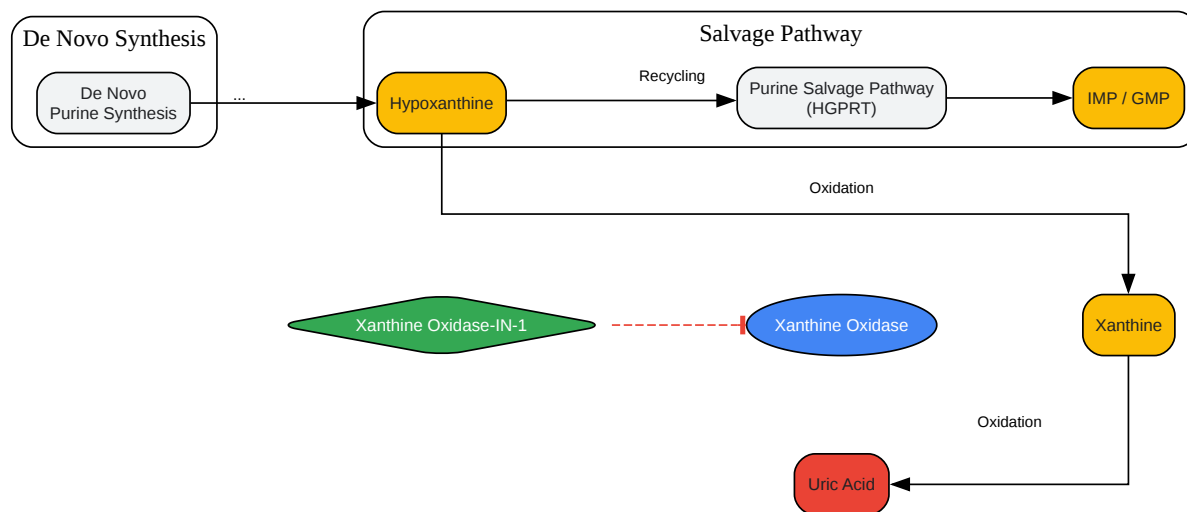 De Novo Synthesis
Salvage Pathway
De Novo
Purine Synthesis
...
Hypoxanthine
Recycling
Purine Salvage Pathway
(HGPRT)
IMP / GMP
Oxidation
Xanthine Oxidase-IN-1
Xanthine Oxidase
Xanthine
Oxidation
Uric Acid